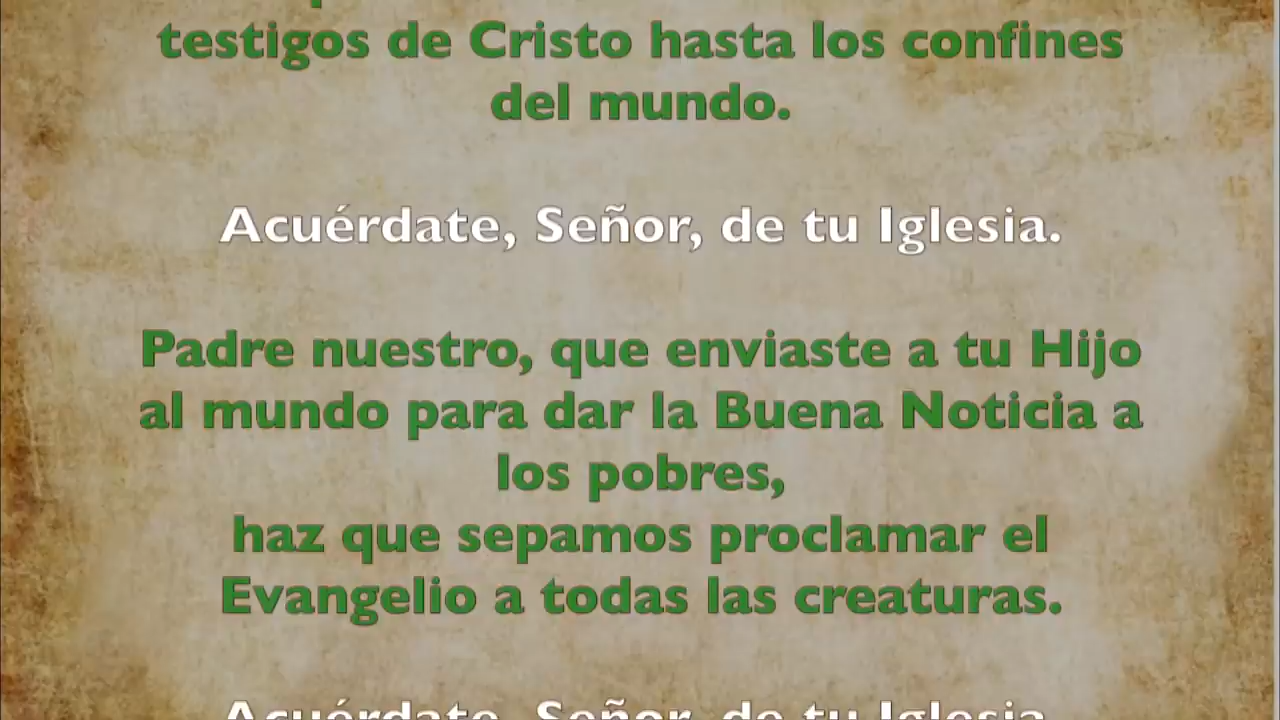 testigos de Cristo hasta los confines
del mundo.
Acuérdate, Señor, de tu Iglesia.
Padre nuestro, que enviaste a tu Hijo
al mundo para dar la Buena Noticia a
los pobres,
haz que sepamos proclamar el
Evangelio a todas las creaturas.
Acuérdate, Señor, de tu Iglesia.